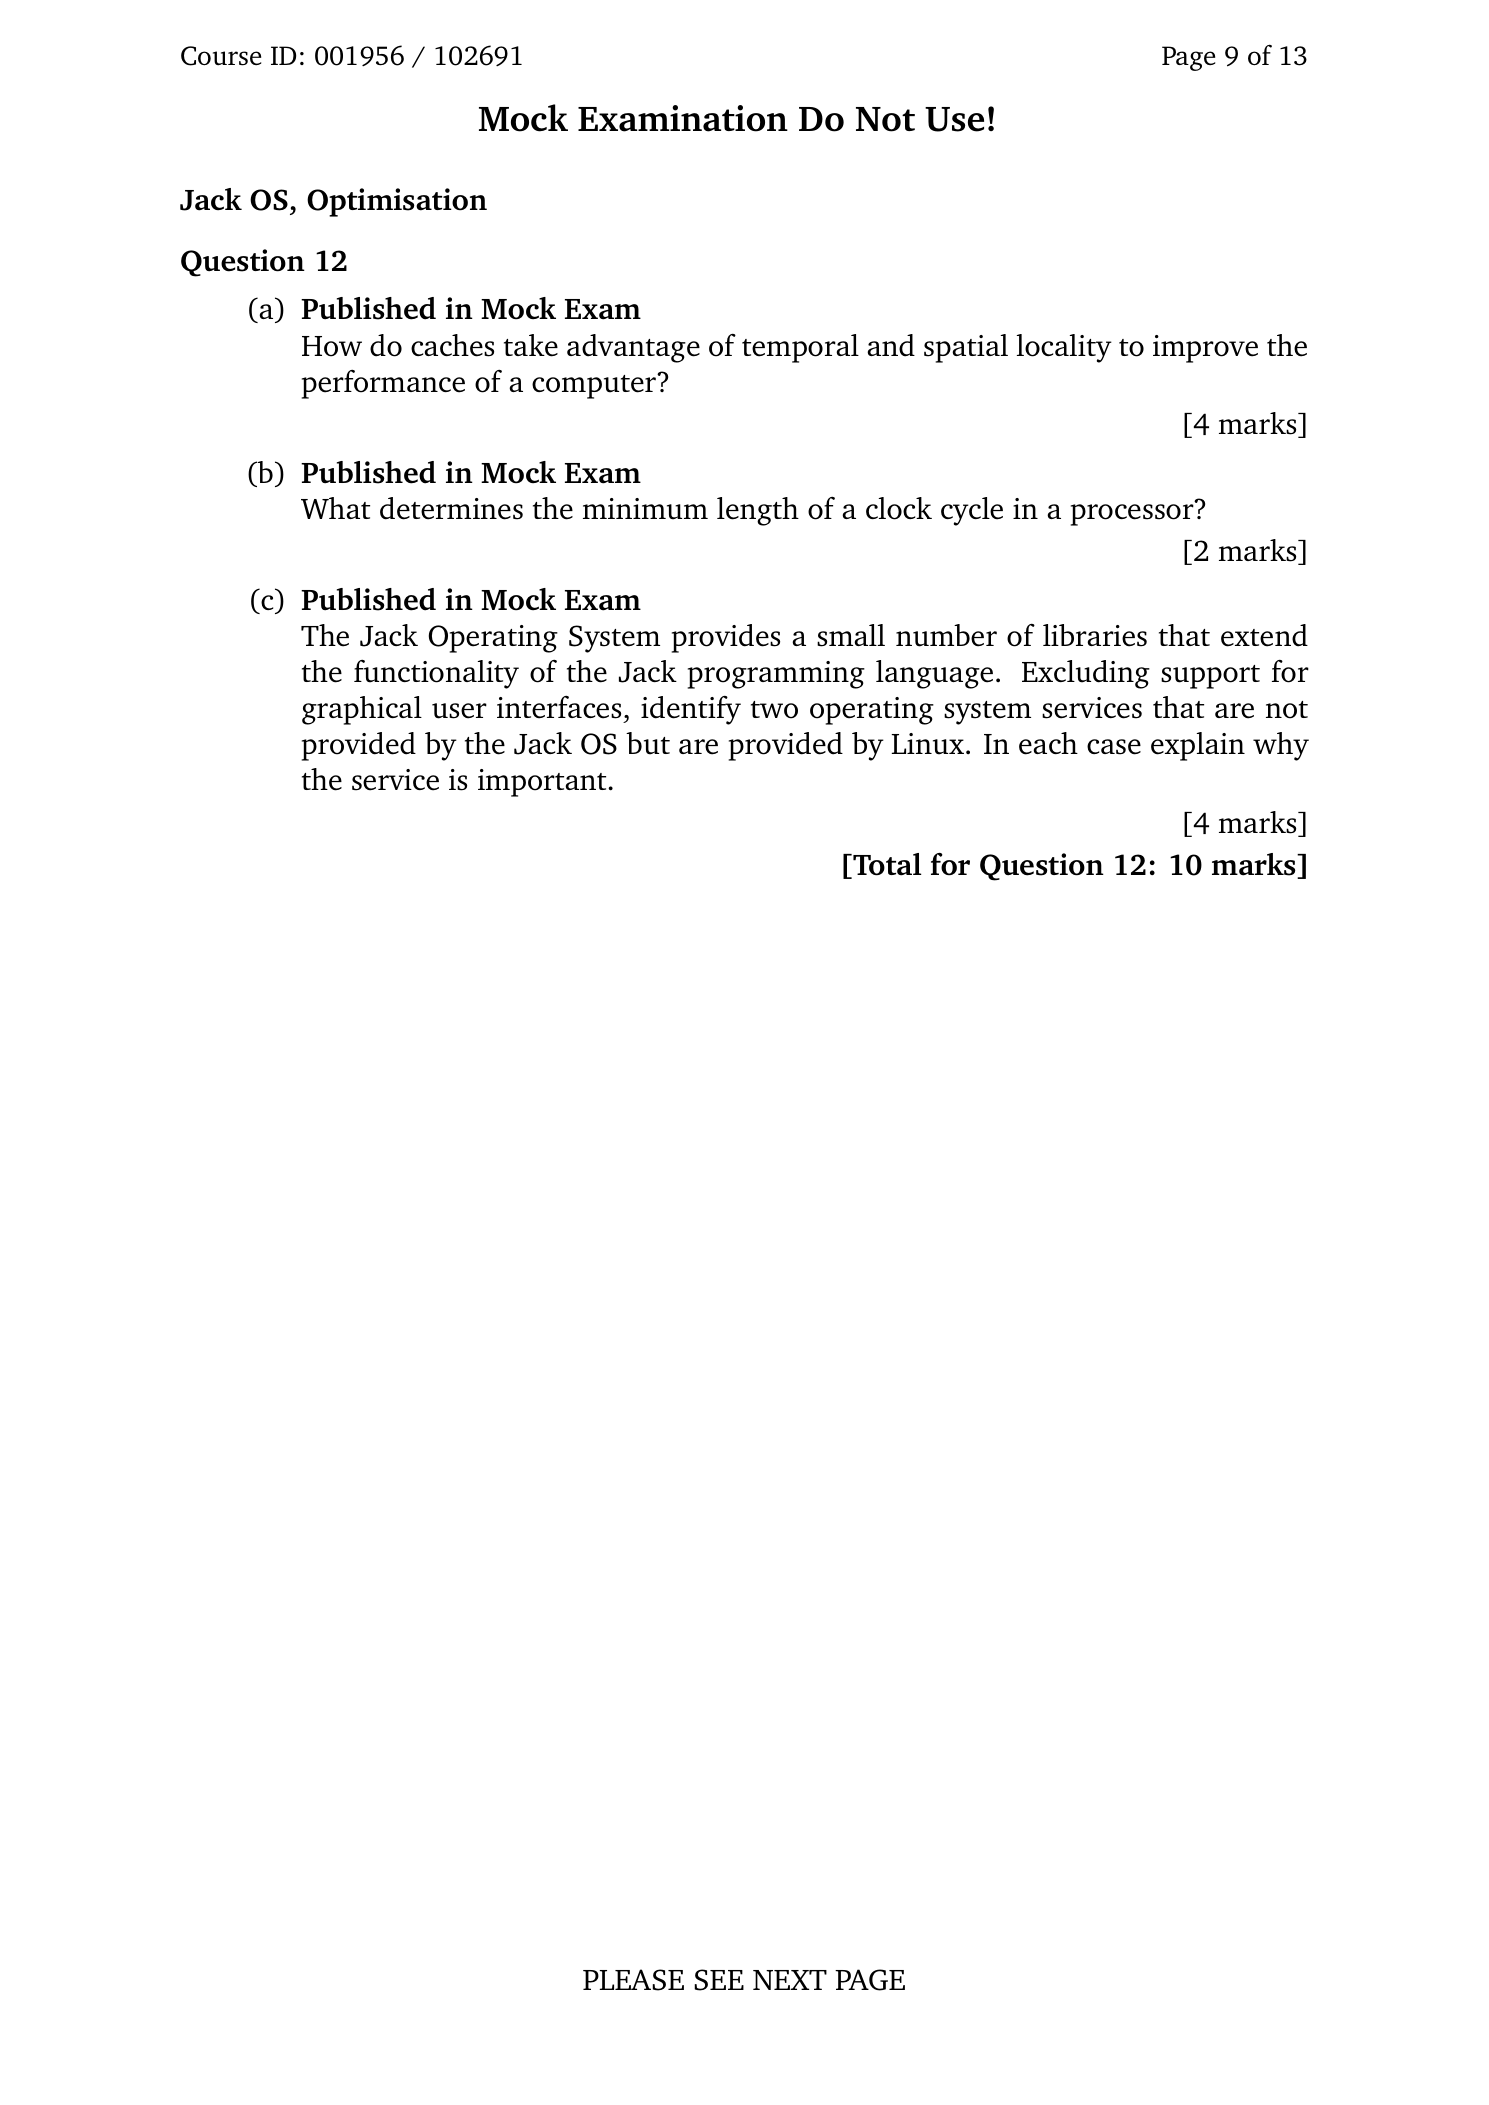 Course ID: 001956 / 102691
Page 9 of 13
Mock Examination Do Not Use!
Jack OS, Optimisation
Question 12
(a) Published in Mock Exam
How do caches take advantage of temporal and spatial locality to improve the
performance of a computer?
[4 marks]
(b) Published in Mock Exam
What determines the minimum length of a clock cycle in a processor?
[2 marks]
(c) Published in Mock Exam
The Jack Operating System provides a small number of libraries that extend
the functionality of the Jack programming language. Excluding support for
graphical user interfaces, identify two operating system services that are not
provided by the Jack OS but are provided by Linux. In each case explain why
the service is important.
[4 marks]
[Total for Question 12: 10 marks]
PLEASE SEE NEXT PAGE